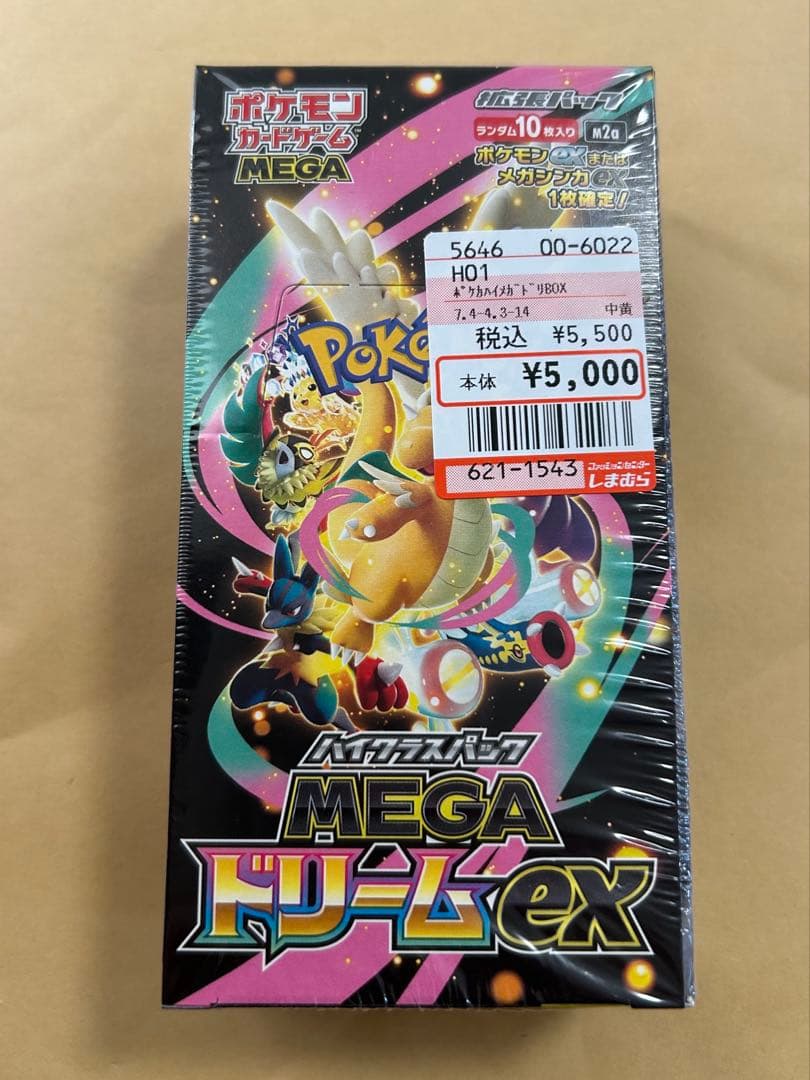 ポケモン
カードゲーム
MEGA
拡張パック
ランダム10枚入り
M2a
ポケモンexまたは
メガシンカex
1枚確定!
5646 00-6022
H01
ポケカハイメガドリBOX
7.4-4.3-14 中黄
税込 ¥5,500
本体 ¥5,000
621-1543
ファッションセンター
しまむら
POKé
ハイクラスパック
MEGA
ドリームex